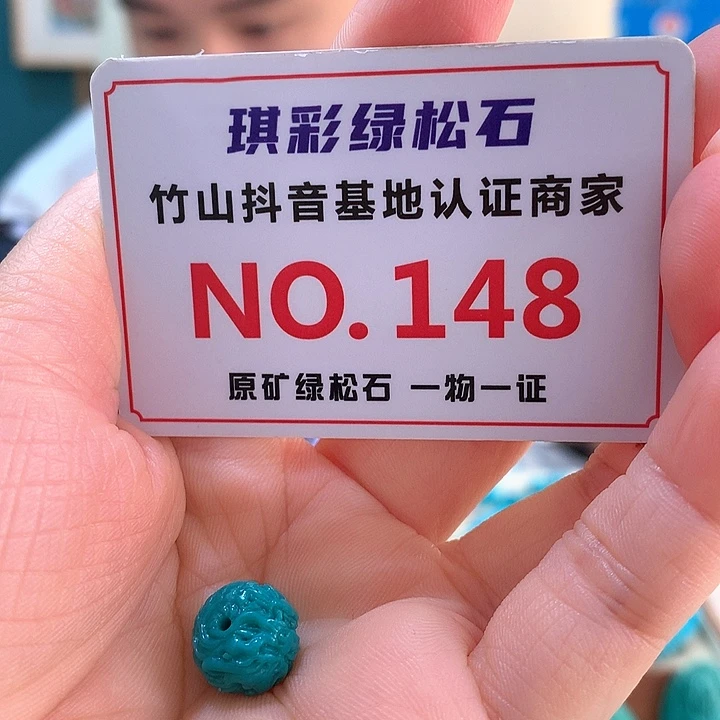 琪彩绿松石
竹山抖音基地认证商家
NO.148
原矿绿松石 一物一证